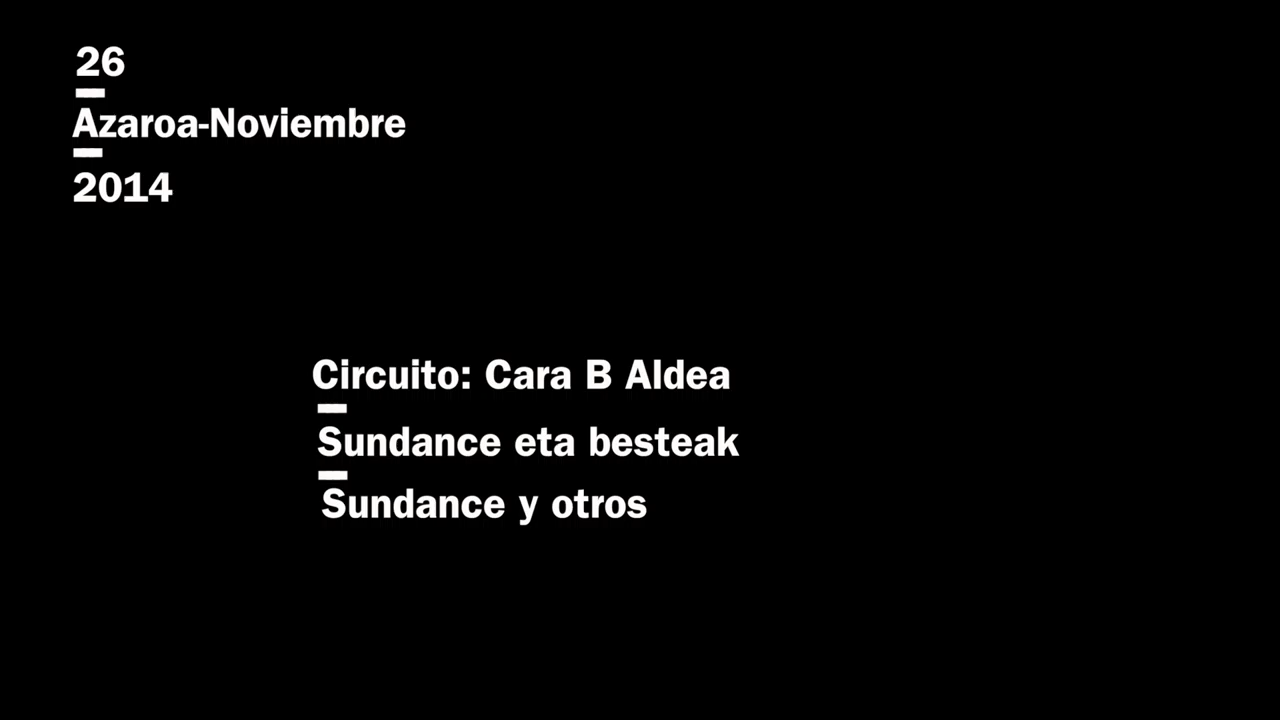 26
Azaroa-Noviembre
2014
Circuito: Cara B Aldea
Sundance eta besteak
Sundance y otros